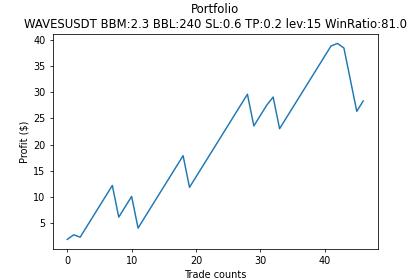 Portfolio
WAVESUSDT BBM:2.3 BBL:240 SL:0.6 TP:0.2 lev:15 WinRatio:81.0
40
35
30
25
20
15
10
5
Profit ($)
0 10 20 30 40
Trade counts